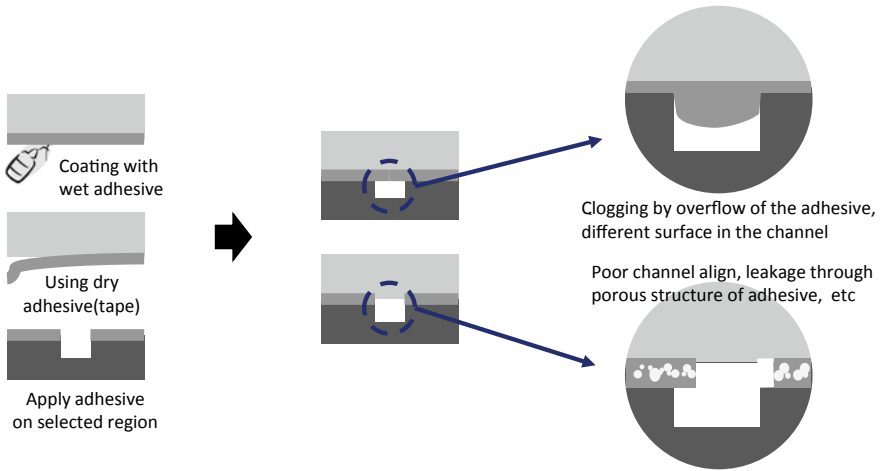 Coating with
wet adhesive
Using dry
adhesive(tape)
Apply adhesive
on selected region
Clogging by overflow of the adhesive,
different surface in the channel
Poor channel align, leakage through
porous structure of adhesive, etc